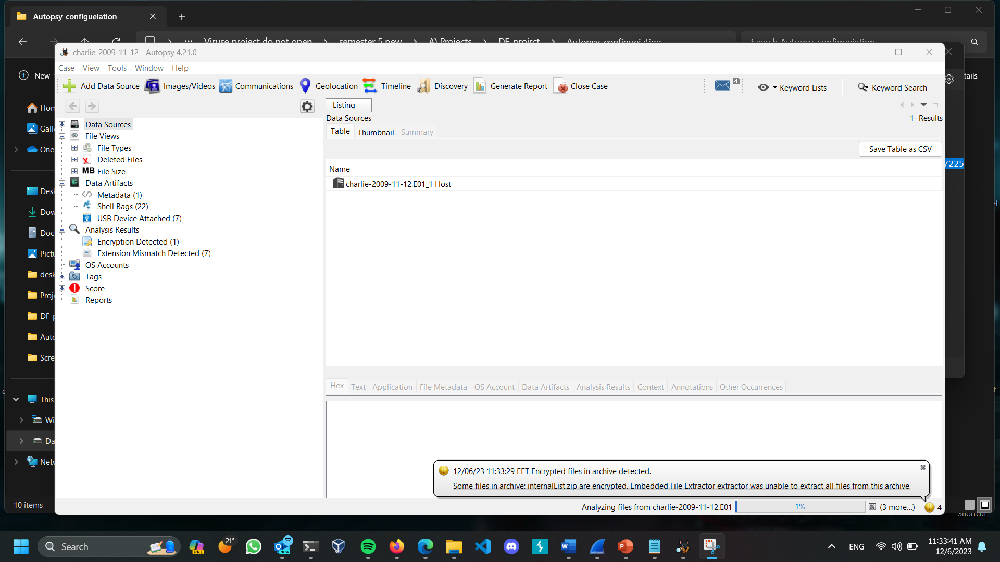 Autopsy_configueiation
Viruse project do not open
semester 5 new
A) Projects
DF_projrct
Autopsy_configueiation
Search Autopsy_configueiation
charlie-2009-11-12 - Autopsy 4.21.0
Case View Tools Window Help
New
Add Data Source Images/Videos Communications Geolocation Timeline Discovery Generate Report Close Case
4
Keyword Lists
Keyword Search
tails
Listing
Data Sources
1 Results
Table Thumbnail Summary
Save Table as CSV
Name
charlie-2009-11-12.E01_1 Host
7225
Data Sources
File Views
File Types
Deleted Files
MB File Size
Data Artifacts
Metadata (1)
Shell Bags (22)
USB Device Attached (7)
Analysis Results
Encryption Detected (1)
Extension Mismatch Detected (7)
OS Accounts
Tags
Score
Reports
Hom
Galle
One
Desk
Dow
Doc
Pictu
desk
Proje
DF_p
Auto
Scre
This
Wi
Da
Netw
10 items
Hex Text Application File Metadata OS Account Data Artifacts Analysis Results Context Annotations Other Occurrences
12/06/23 11:33:29 EET Encrypted files in archive detected.
Some files in archive: internalList.zip are encrypted. Embedded File Extractor extractor was unable to extract all files from this archive.
Analyzing files from charlie-2009-11-12.E01 1% (3 more...) 4
Shortcut
Search
PRE
21°
NEW
ENG
11:33:41 AM
12/6/2023